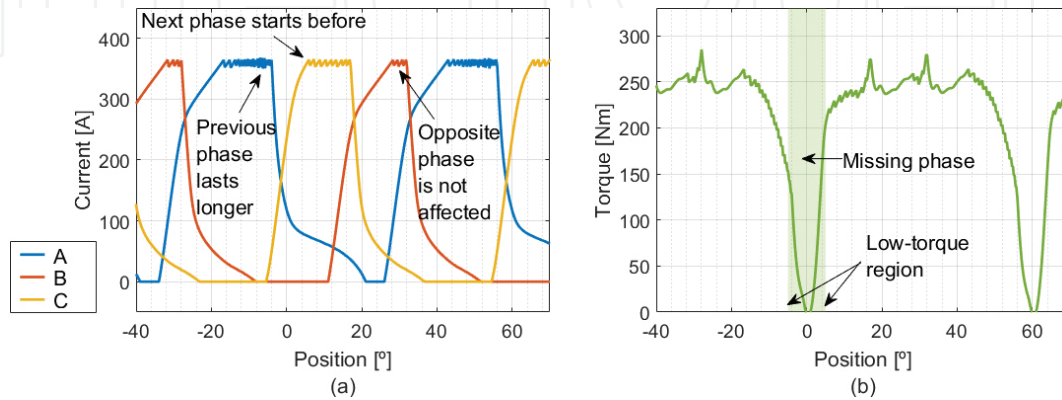 Next phase starts before
400
300
200
100
0
Current [A]
Previous
phase
lasts
longer
Opposite
phase
is not
affected
A
B
C
-40
-20
0
20
40
60
Position [º]
(a)
300
250
200
150
100
50
0
Torque [Nm]
Missing phase
Low-torque
region
-40
-20
0
20
40
60
Position [º]
(b)